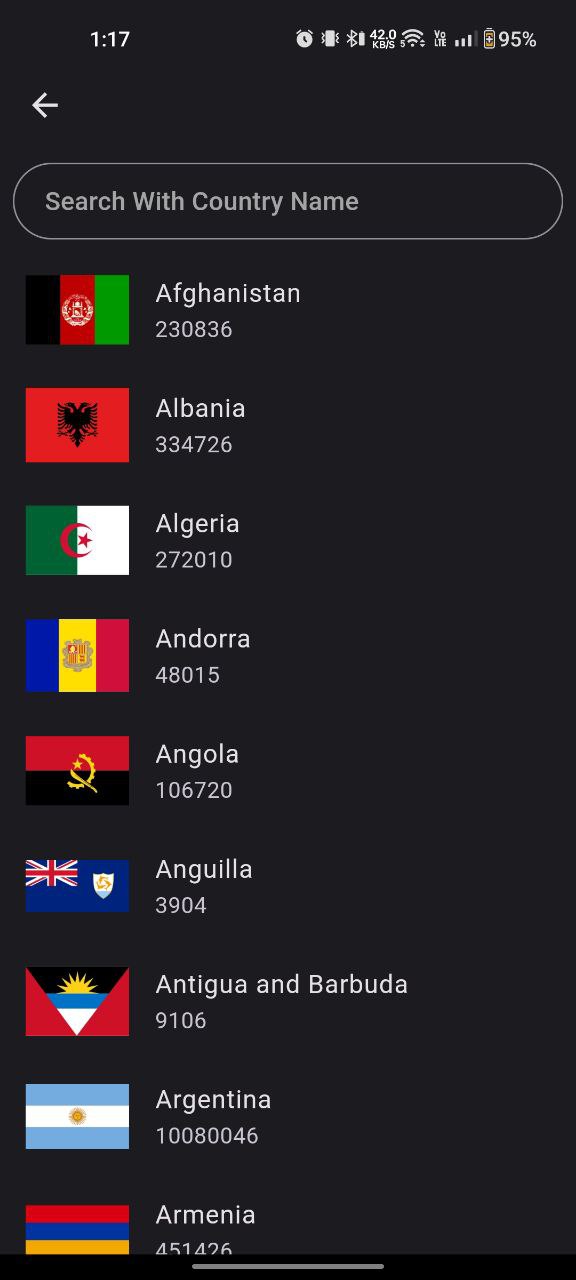 1:17
42.0
KB/S
5
Vo
LTE
95%
Search With Country Name
Afghanistan
230836
Albania
334726
Algeria
272010
Andorra
48015
Angola
106720
Anguilla
3904
Antigua and Barbuda
9106
Argentina
10080046
Armenia
451426